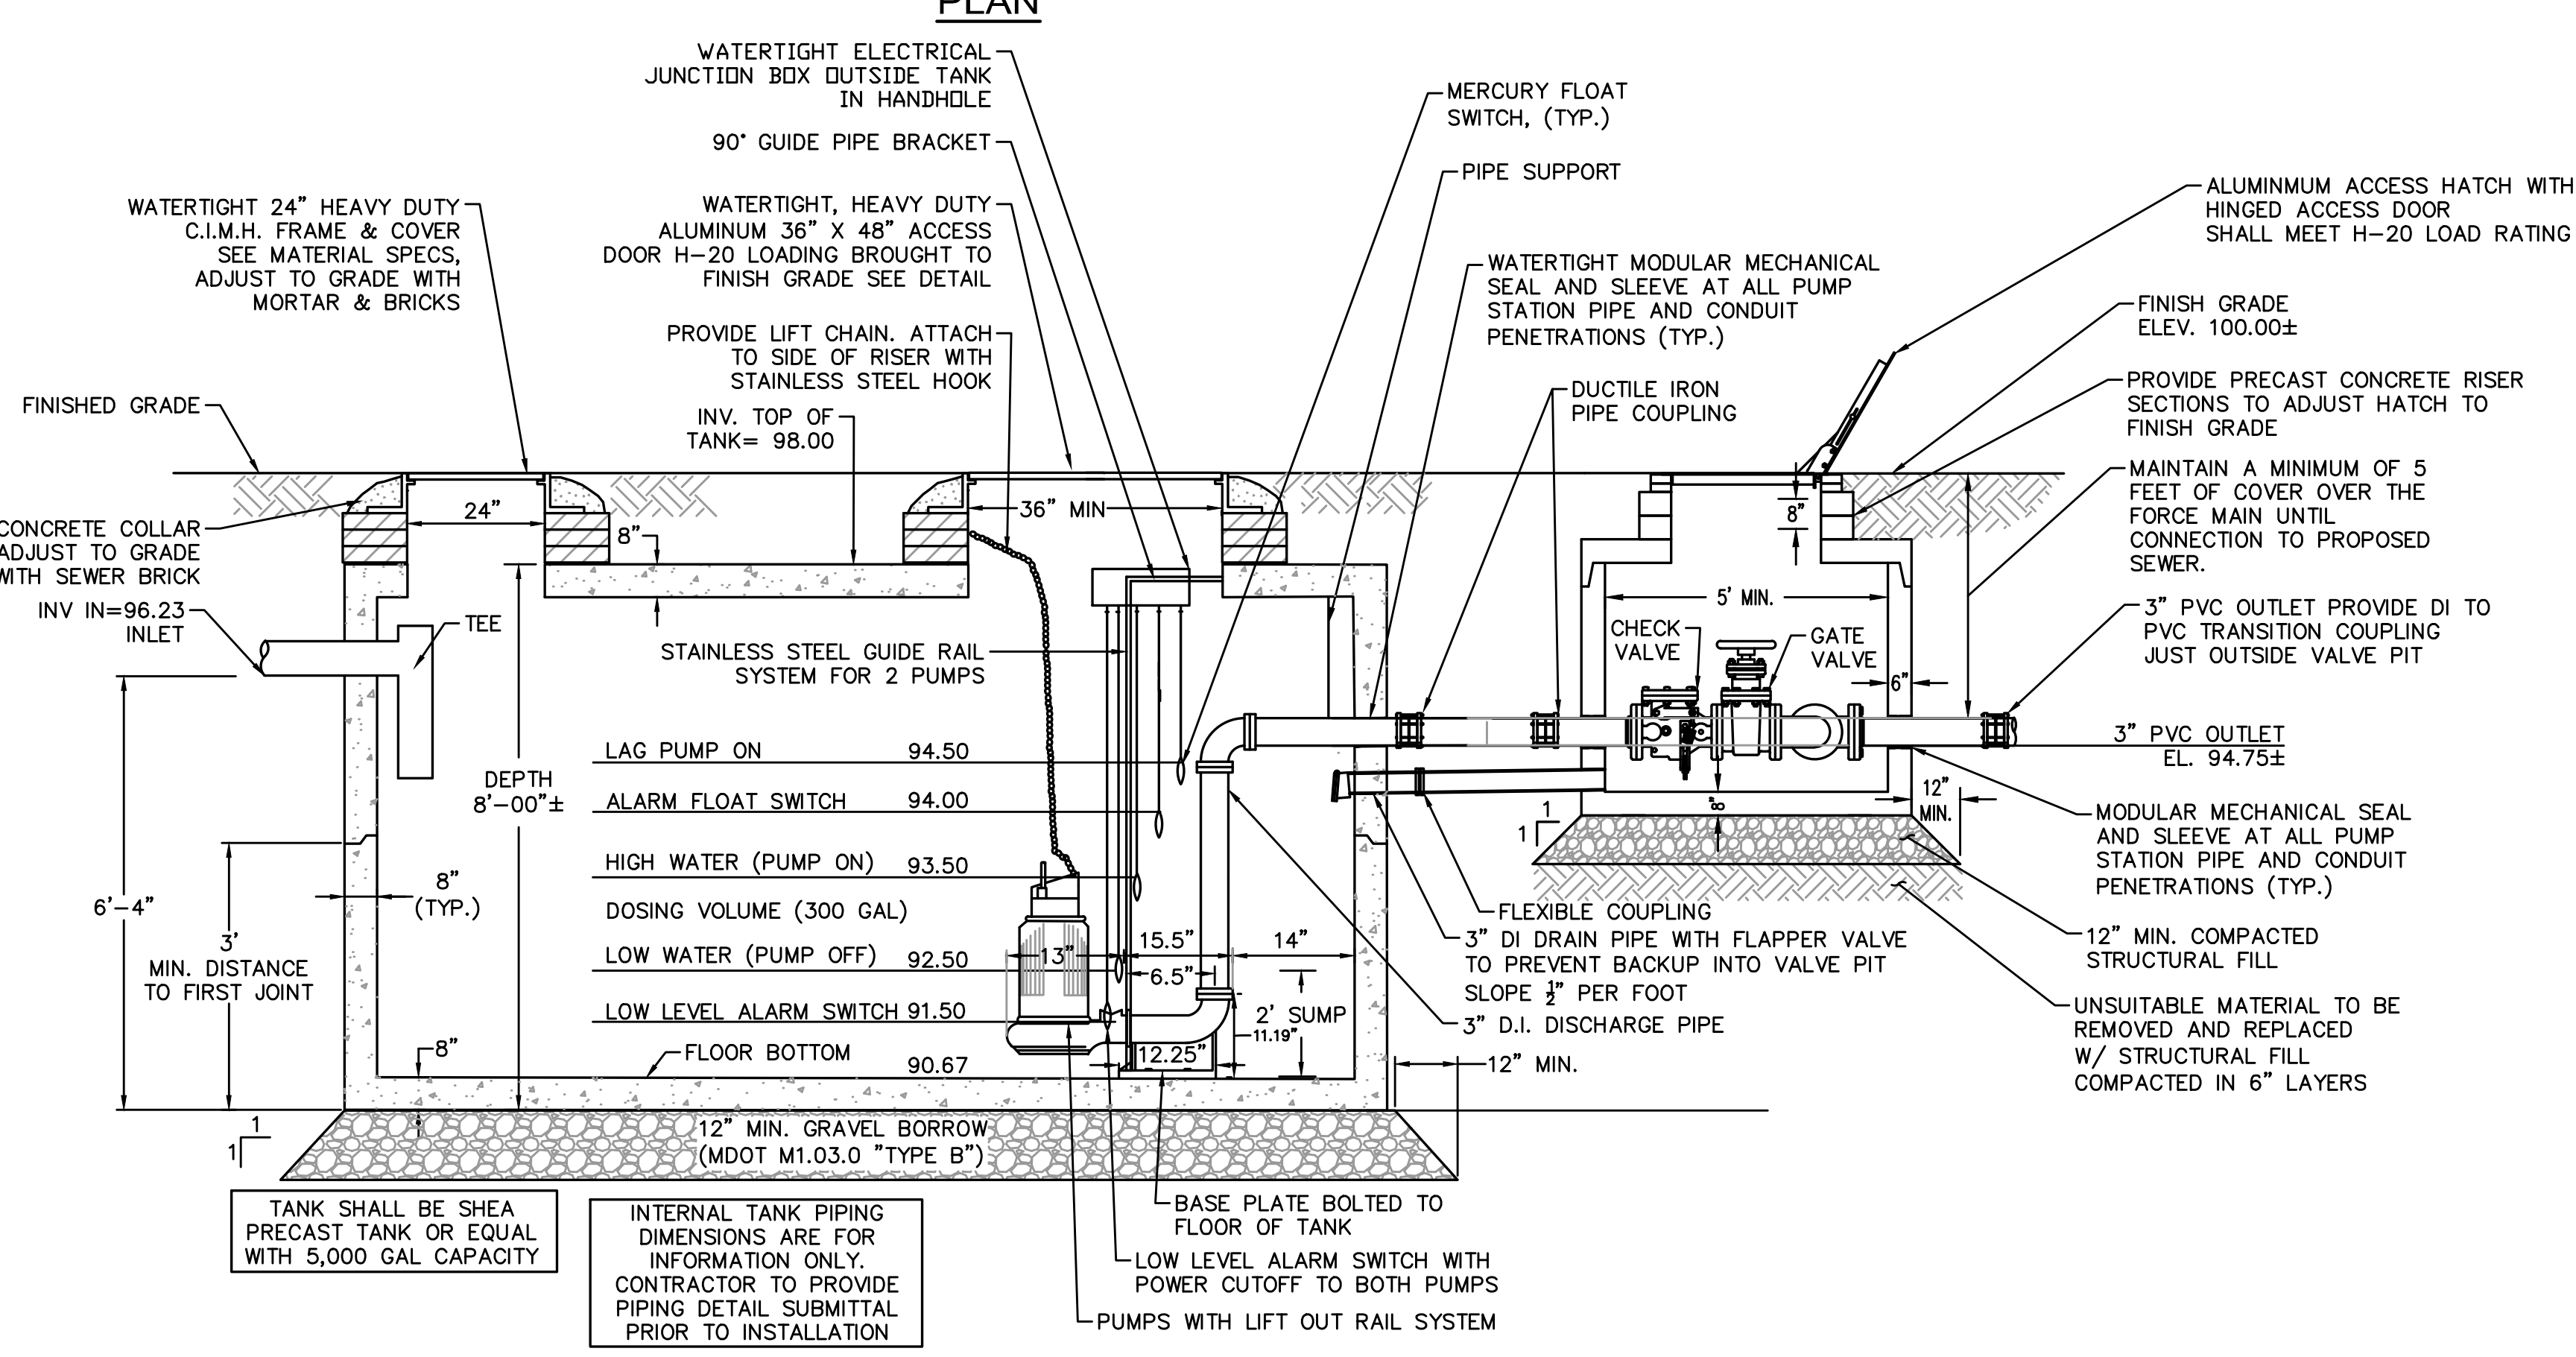 PLAN
WATERTIGHT ELECTRICAL
JUNCTION BOX OUTSIDE TANK
IN HANDHOLE
90° GUIDE PIPE BRACKET
WATERTIGHT 24" HEAVY DUTY
C.I.M.H. FRAME & COVER
SEE MATERIAL SPECS,
ADJUST TO GRADE WITH
MORTAR & BRICKS
WATERTIGHT, HEAVY DUTY
ALUMINUM 36" X 48" ACCESS
DOOR H-20 LOADING BROUGHT TO
FINISH GRADE SEE DETAIL
PROVIDE LIFT CHAIN. ATTACH
TO SIDE OF RISER WITH
STAINLESS STEEL HOOK
INV. TOP OF
TANK= 98.00
MERCURY FLOAT
SWITCH, (TYP.)
PIPE SUPPORT
WATERTIGHT MODULAR MECHANICAL
SEAL AND SLEEVE AT ALL PUMP
STATION PIPE AND CONDUIT
PENETRATIONS (TYP.)
DUCTILE IRON
PIPE COUPLING
ALUMINMUM ACCESS HATCH WITH
HINGED ACCESS DOOR
SHALL MEET H-20 LOAD RATING
FINISH GRADE
ELEV. 100.00±
PROVIDE PRECAST CONCRETE RISER
SECTIONS TO ADJUST HATCH TO
FINISH GRADE
MAINTAIN A MINIMUM OF 5
FEET OF COVER OVER THE
FORCE MAIN UNTIL
CONNECTION TO PROPOSED
SEWER.
3" PVC OUTLET PROVIDE DI TO
PVC TRANSITION COUPLING
JUST OUTSIDE VALVE PIT
3" PVC OUTLET
EL. 94.75±
MODULAR MECHANICAL SEAL
AND SLEEVE AT ALL PUMP
STATION PIPE AND CONDUIT
PENETRATIONS (TYP.)
12" MIN. COMPACTED
STRUCTURAL FILL
UNSUITABLE MATERIAL TO BE
REMOVED AND REPLACED
W/ STRUCTURAL FILL
COMPACTED IN 6" LAYERS
FINISHED GRADE
CONCRETE COLLAR
ADJUST TO GRADE
WITH SEWER BRICK
INV IN=96.23
INLET
TEE
24"
8"
36" MIN
8"
5' MIN.
CHECK
VALVE
GATE
VALVE
6"
8"
12"
MIN.
1
1
STAINLESS STEEL GUIDE RAIL
SYSTEM FOR 2 PUMPS
DEPTH
8'-00"±
LAG PUMP ON 94.50
ALARM FLOAT SWITCH 94.00
HIGH WATER (PUMP ON) 93.50
DOSING VOLUME (300 GAL)
LOW WATER (PUMP OFF) 92.50
LOW LEVEL ALARM SWITCH 91.50
FLOOR BOTTOM 90.67
6'-4"
3'
MIN. DISTANCE
TO FIRST JOINT
8"
(TYP.)
8"
13"
15.5"
14"
6.5"
2' SUMP
11.19"
12.25"
FLEXIBLE COUPLING
3" DI DRAIN PIPE WITH FLAPPER VALVE
TO PREVENT BACKUP INTO VALVE PIT
SLOPE ½" PER FOOT
3" D.I. DISCHARGE PIPE
12" MIN.
1
1
12" MIN. GRAVEL BORROW
(MDOT M1.03.0 "TYPE B")
TANK SHALL BE SHEA
PRECAST TANK OR EQUAL
WITH 5,000 GAL CAPACITY
INTERNAL TANK PIPING
DIMENSIONS ARE FOR
INFORMATION ONLY.
CONTRACTOR TO PROVIDE
PIPING DETAIL SUBMITTAL
PRIOR TO INSTALLATION
BASE PLATE BOLTED TO
FLOOR OF TANK
LOW LEVEL ALARM SWITCH WITH
POWER CUTOFF TO BOTH PUMPS
PUMPS WITH LIFT OUT RAIL SYSTEM